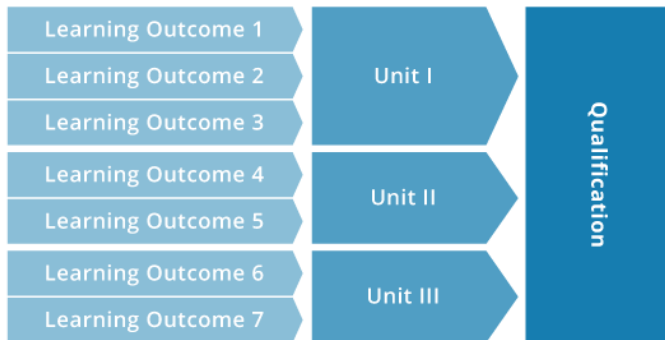 Learning Outcome 1
Learning Outcome 2
Learning Outcome 3
Unit I
Learning Outcome 4
Learning Outcome 5
Unit II
Learning Outcome 6
Learning Outcome 7
Unit III
Qualification